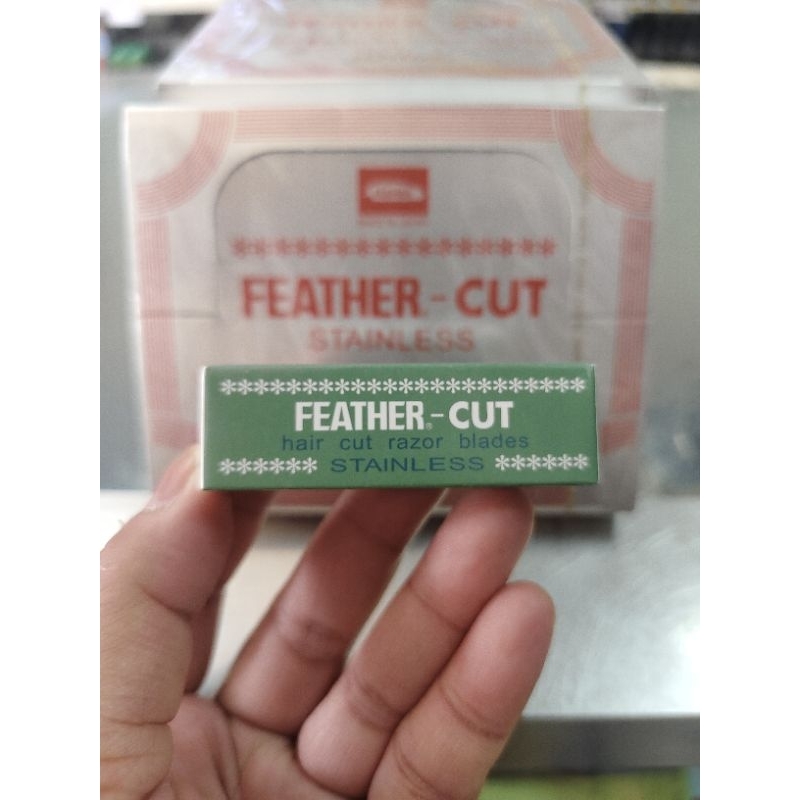 FEATHER - CUT
STAINLESS
**********************
FEATHER® - CUT
hair cut razor blades
****** STAINLESS ******